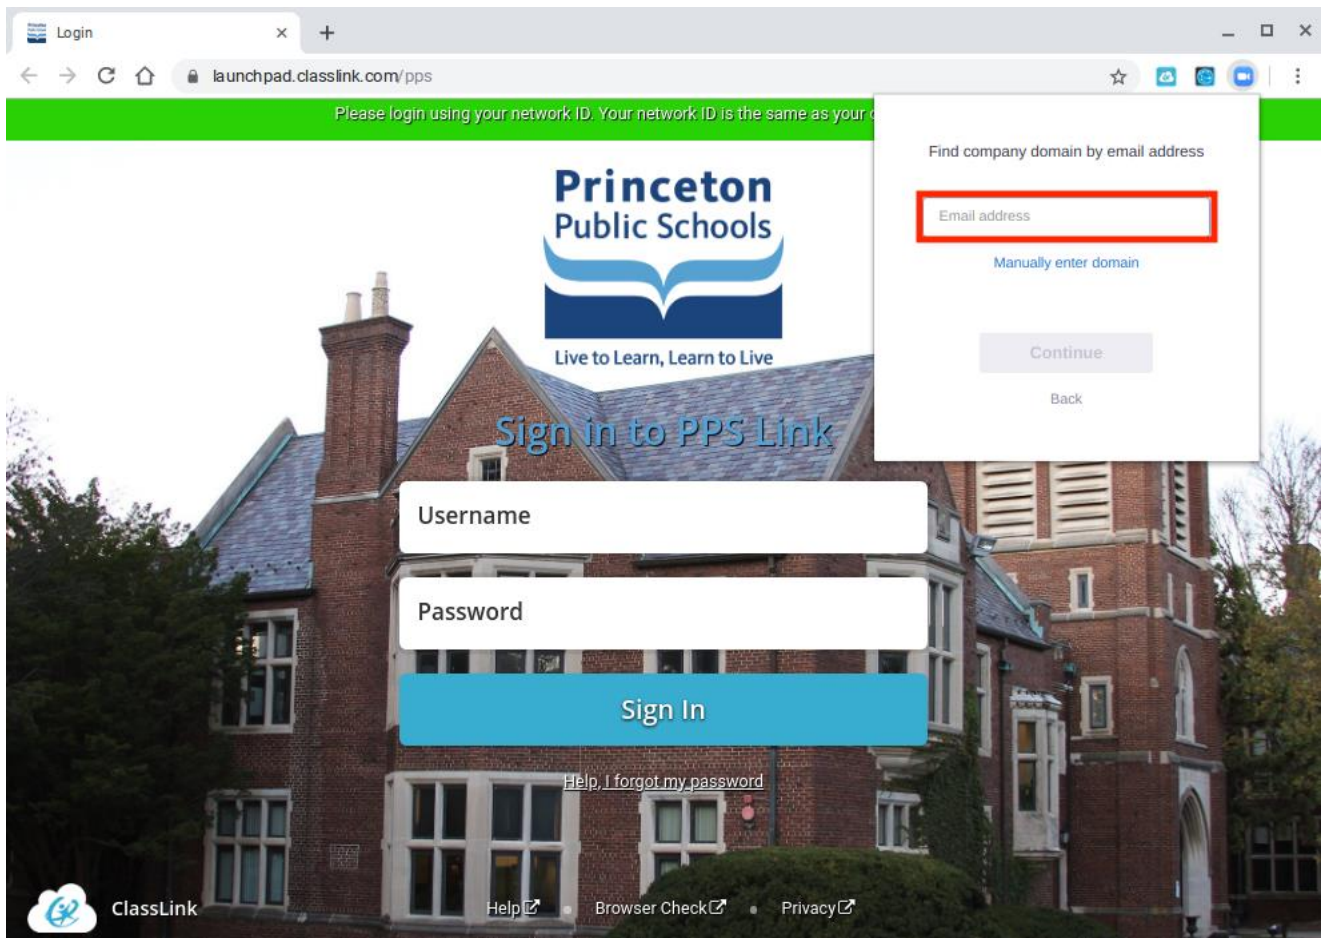 Login
launchpad.classlink.com/pps
Please login using your network ID. Your network ID is the same as your
Princeton
Public Schools
Live to Learn, Learn to Live
Sign in to PPS Link
Username
Password
Sign In
Help, I forgot my password
ClassLink
Help
Browser Check
Privacy
Find company domain by email address
Email address
Manually enter domain
Continue
Back